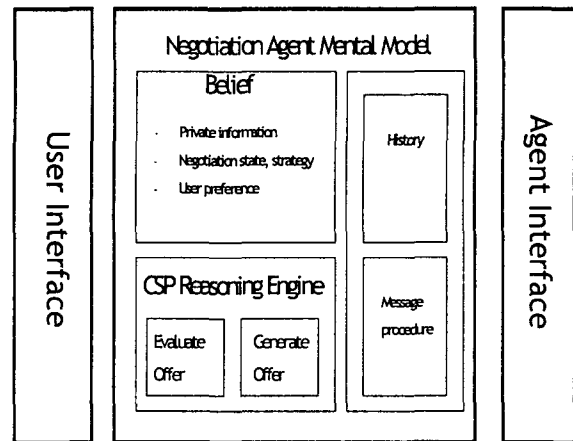 User Interface
Negotiation Agent Mental Model
Belief
- Private information
- Negotiation state, strategy
- User preference
History
CSP Reasoning Engine
Evaluate
Offer
Generate
Offer
Message
procedure
Agent Interface